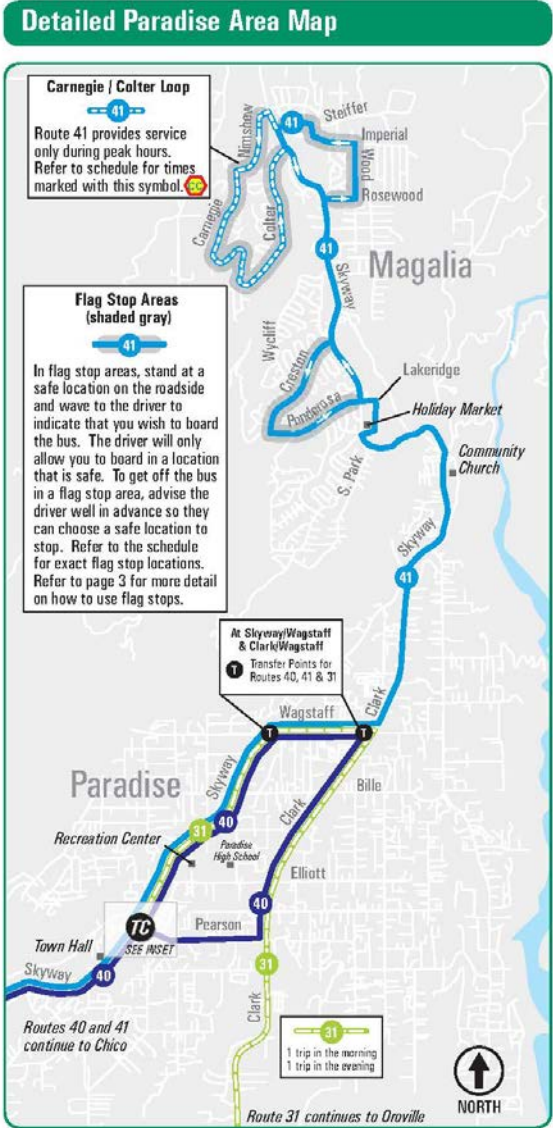 Detailed Paradise Area Map
Carnegie / Colter Loop
41
Route 41 provides service
only during peak hours.
Refer to schedule for times
marked with this symbol. CC
Nimshew
41
Steiffer
Imperial
Wood
Rosewood
Carnegie
Colter
41
Skyway
Magalia
Flag Stop Areas
(shaded gray)
41
In flag stop areas, stand at a
safe location on the roadside
and wave to the driver to
indicate that you wish to board
the bus. The driver will only
allow you to board in a location
that is safe. To get off the bus
in a flag stop area, advise the
driver well in advance so they
can choose a safe location to
stop. Refer to the schedule
for exact flag stop locations.
Refer to page 3 for more detail
on how to use flag stops.
Wycliff
Creston
Ponderosa
Lakeridge
Holiday Market
S. Park
Community
Church
Skyway
41
At Skyway/Wagstaff
& Clark/Wagstaff
T Transfer Points for
Routes 40, 41 & 31
Wagstaff
Clark
T
T
Paradise
Skyway
Clark
Bille
31
40
Recreation Center
Paradise
High School
Elliott
40
TC
SEE INSET
Pearson
Town Hall
Skyway
40
31
Clark
Routes 40 and 41
continue to Chico
31
1 trip in the morning
1 trip in the evening
NORTH
Route 31 continues to Oroville